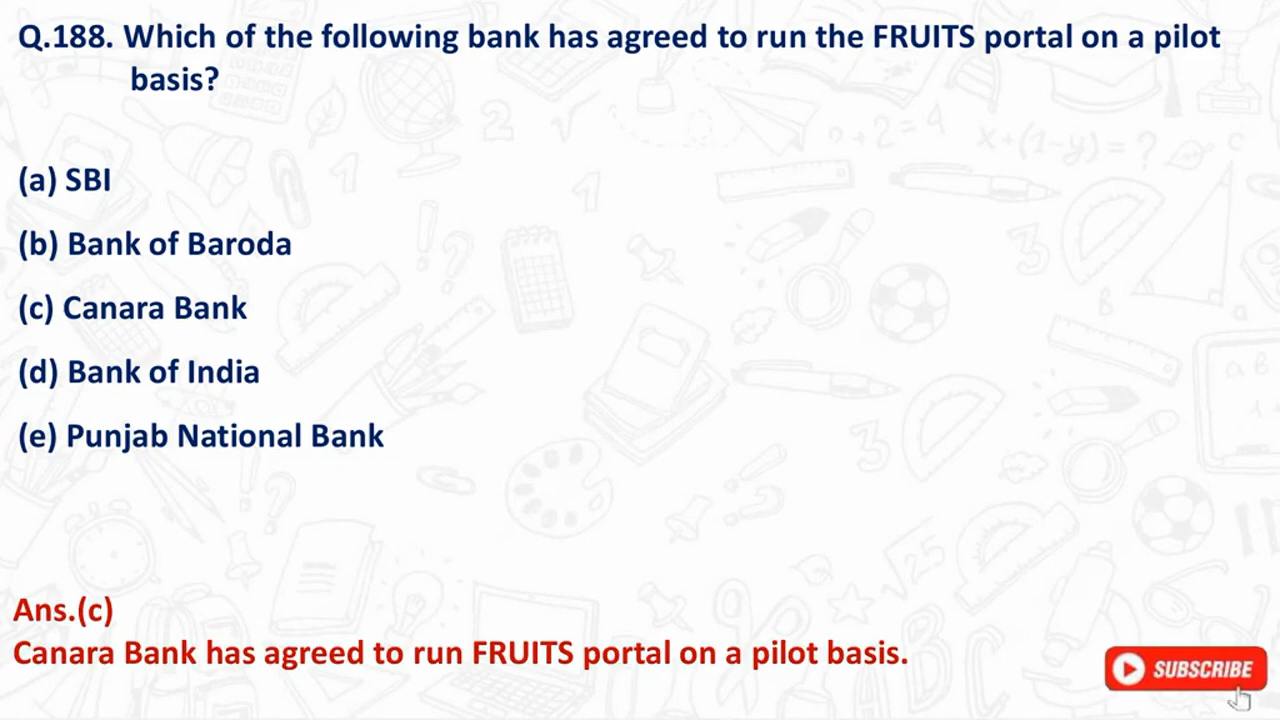 Q.188. Which of the following bank has agreed to run the FRUITS portal on a pilot
basis?
(a) SBI
(b) Bank of Baroda
(c) Canara Bank
(d) Bank of India
(e) Punjab National Bank
Ans.(c)
Canara Bank has agreed to run FRUITS portal on a pilot basis.
SUBSCRIBE